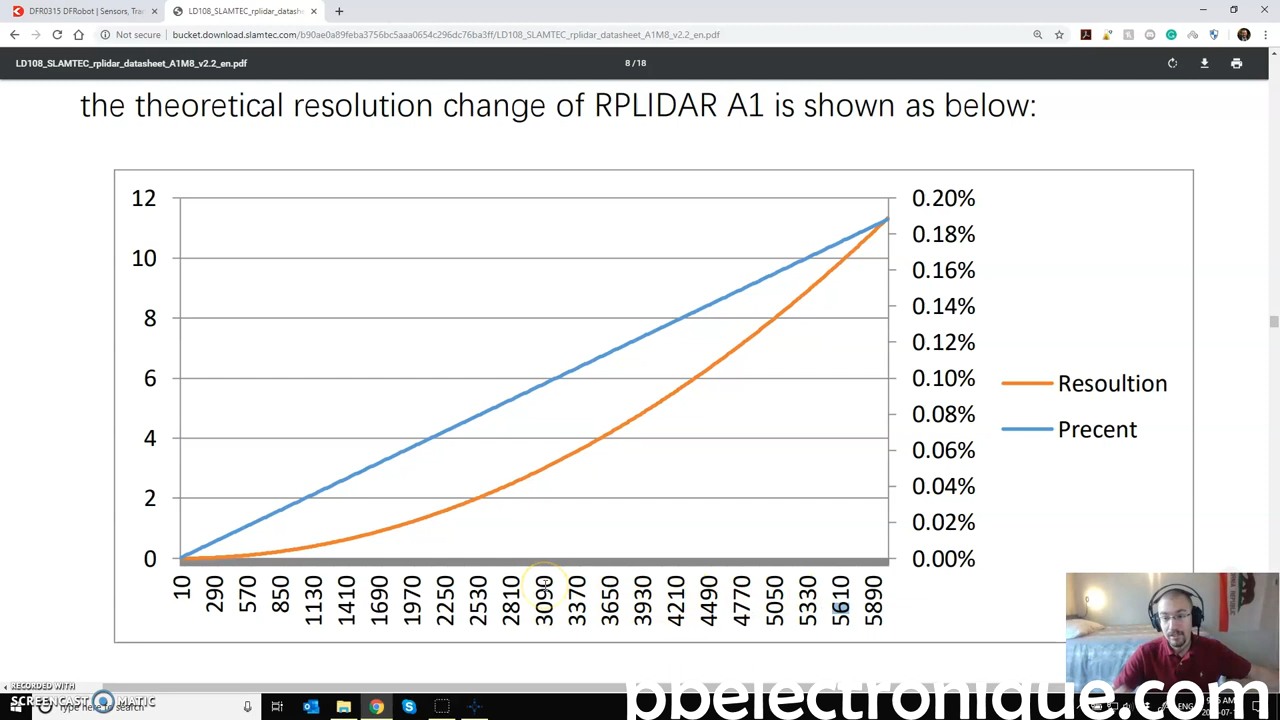 DFR0315 DFRobot | Sensors, Tra
LD108_SLAMTEC_rplidar_datashe
Not secure
bucket.download.slamtec.com/b90ae0a89feba3756bc5aaa0654c296dc76ba3ff/LD108_SLAMTEC_rplidar_datasheet_A1M8_v2.2_en.pdf
LD108_SLAMTEC_rplidar_datasheet_A1M8_v2.2_en.pdf
8 / 18
the theoretical resolution change of RPLIDAR A1 is shown as below:
12 0.20%
0.18%
10
0.16%
8 0.14%
0.12%
6 0.10%
Resoultion
0.08%
Precent
4
0.06%
2 0.04%
0.02%
0 0.00%
10 290 570 850 1130 1410 1690 1970 2250 2530 2810 3090 3370 3650 3930 4210 4490 4770 5050 5330 5610 5890
RECORDED WITH
SCREENCAST MATIC
bbelectronique.com